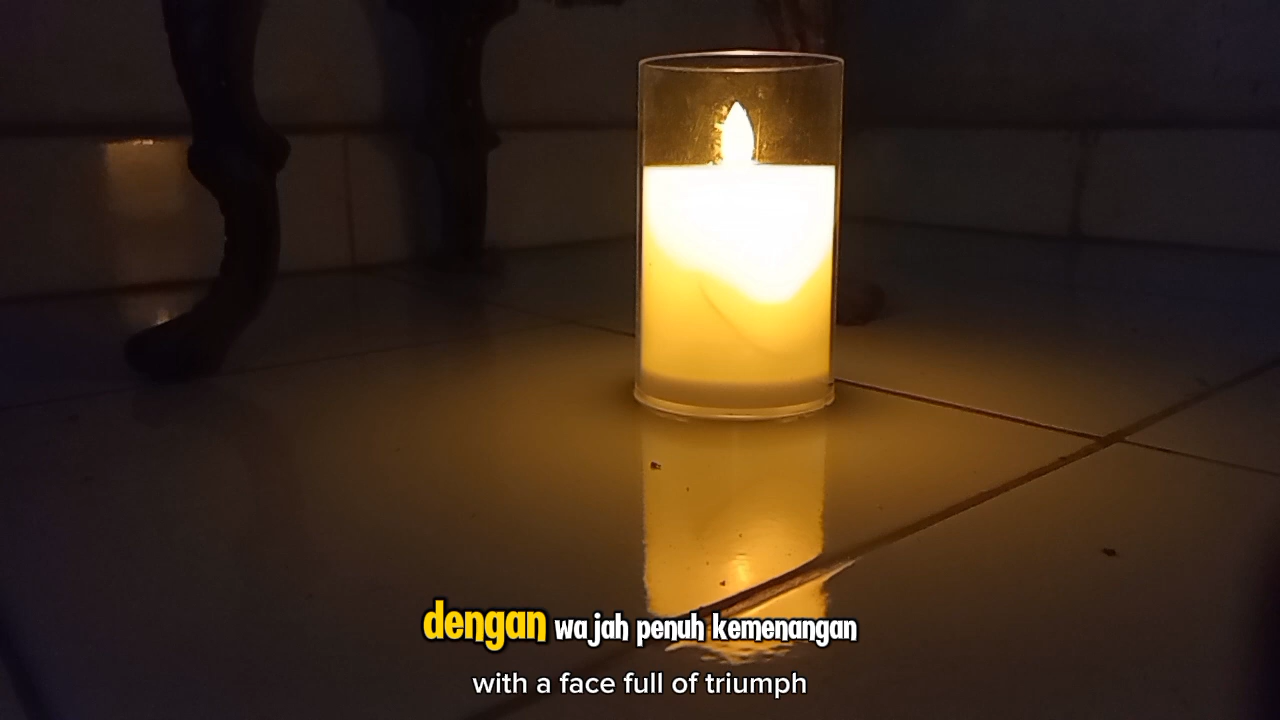 dengan wajah penuh kemenangan
with a face full of triumph